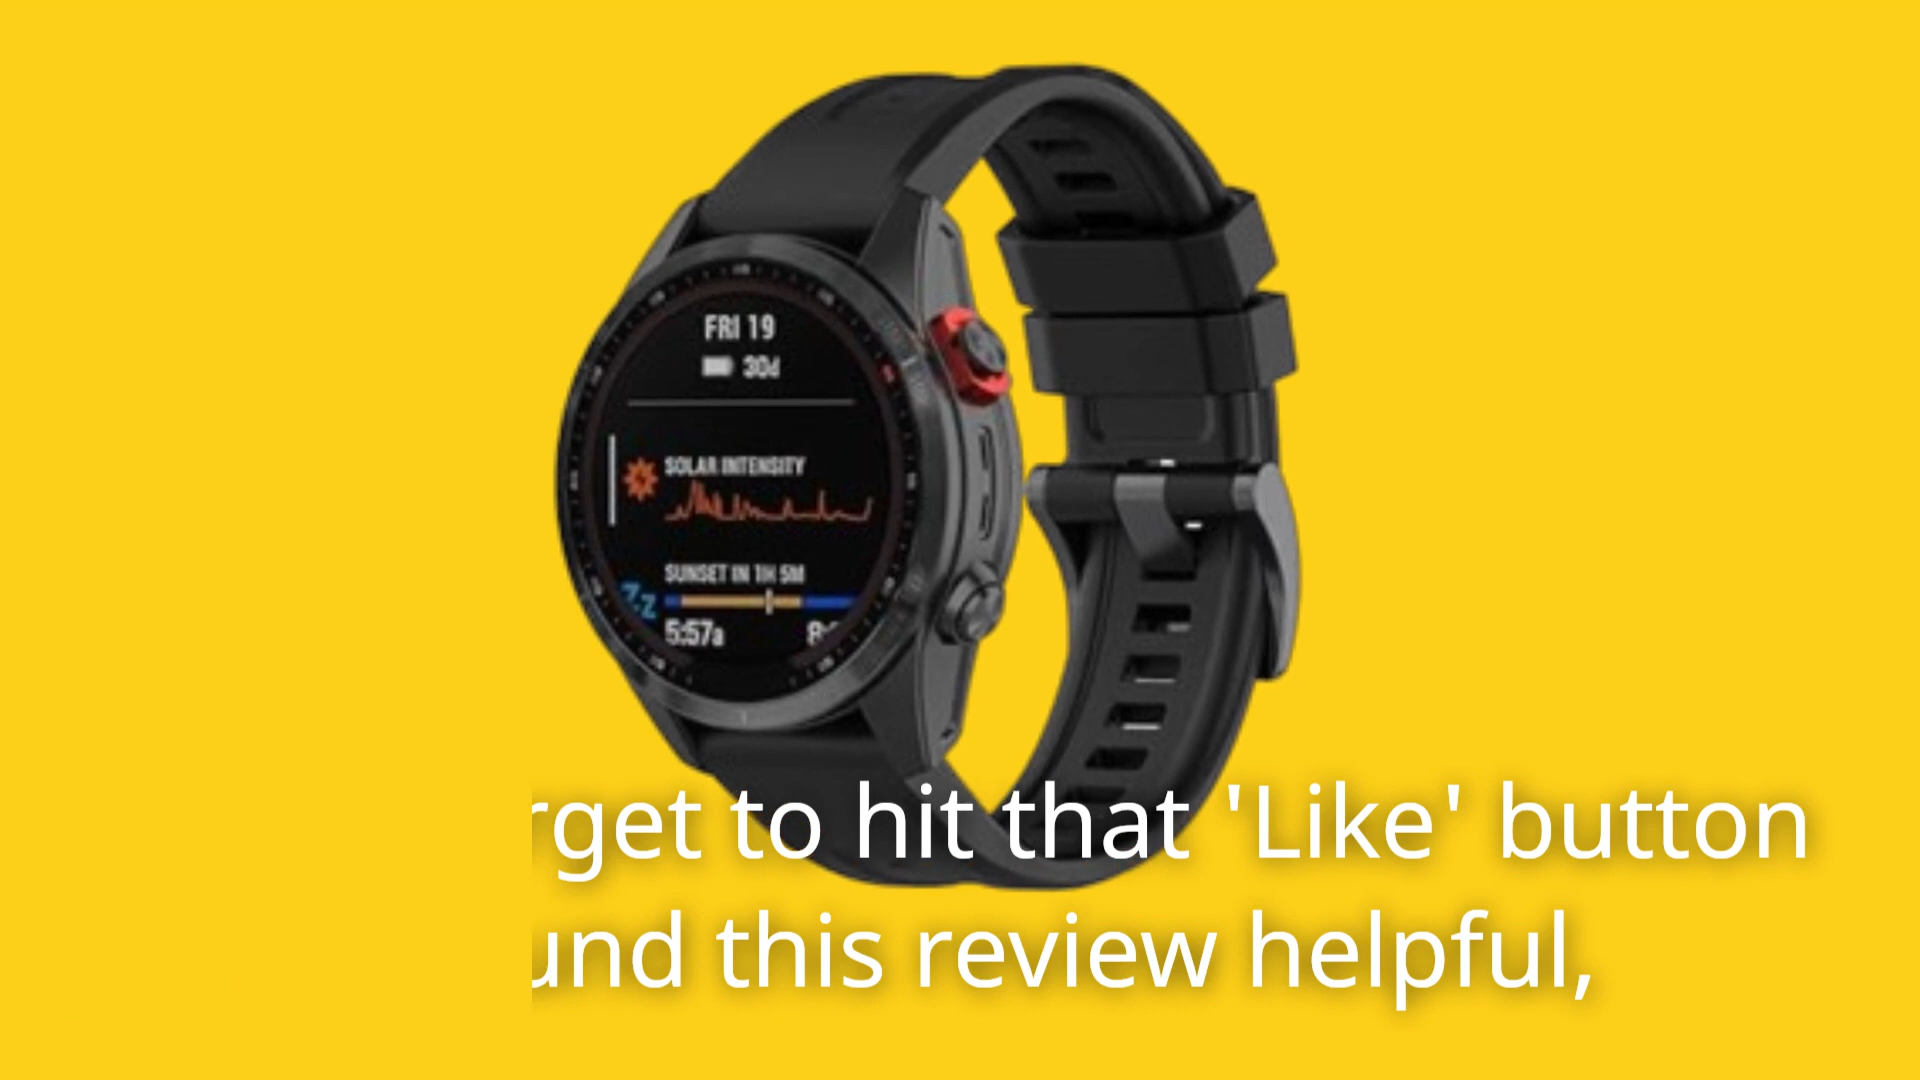 FRI 19
30d
SOLAR INTENSITY
SUNSET IN 1H 5M
5:57a
rget to hit that 'Like' button
und this review helpful,